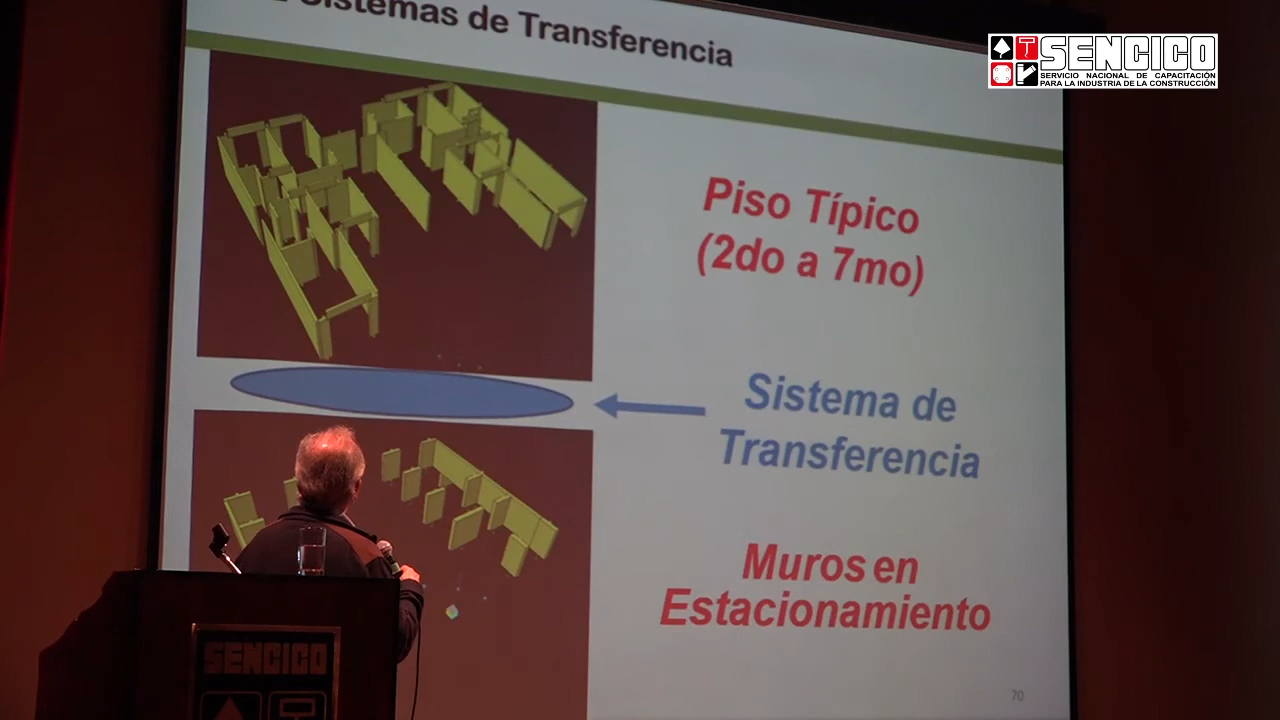 Sistemas de Transferencia
SENCICO
SERVICIO NACIONAL DE CAPACITACIÓN
PARA LA INDUSTRIA DE LA CONSTRUCCIÓN
Piso Típico
(2do a 7mo)
Sistema de
Transferencia
Muros en
Estacionamiento
70
SENCICO